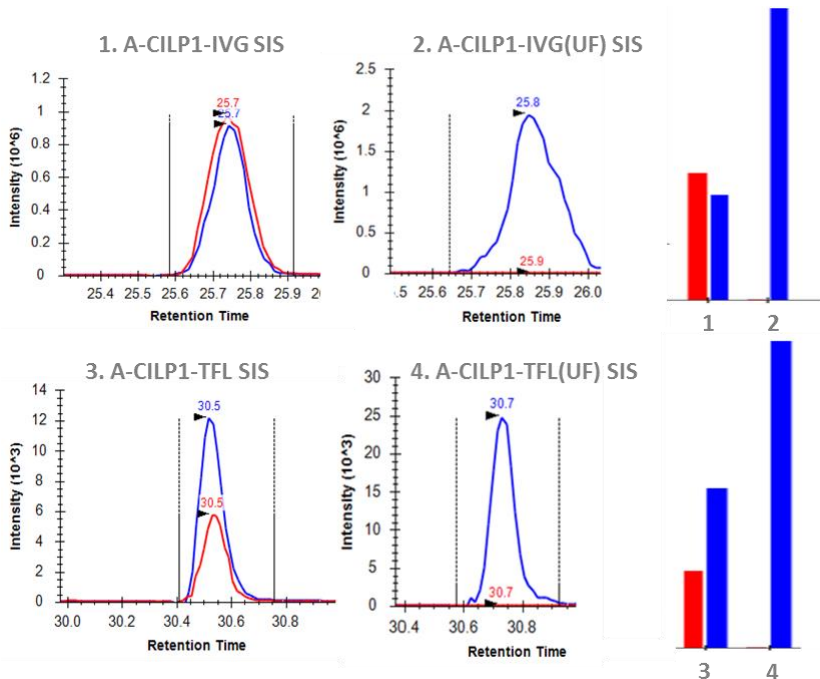 1. A-CILP1-IVG SIS
1.2
1
0.8
0.6
0.4
0.2
0
Intensity (10^6)
25.7
25.7
25.4 25.5 25.6 25.7 25.8 25.9
Retention Time
2. A-CILP1-IVG(UF) SIS
2.5
2
1.5
1
0.5
0
Intensity (10^6)
25.8
25.9
.5 25.6 25.7 25.8 25.9 26.0
Retention Time
1 2
3. A-CILP1-TFL SIS
14
12
10
8
6
4
2
0
Intensity (10^3)
30.5
30.5
30.0 30.2 30.4 30.6 30.8
Retention Time
4. A-CILP1-TFL(UF) SIS
30
25
20
15
10
5
0
Intensity (10^3)
30.7
30.7
30.4 30.6 30.8
Retention Time
3 4